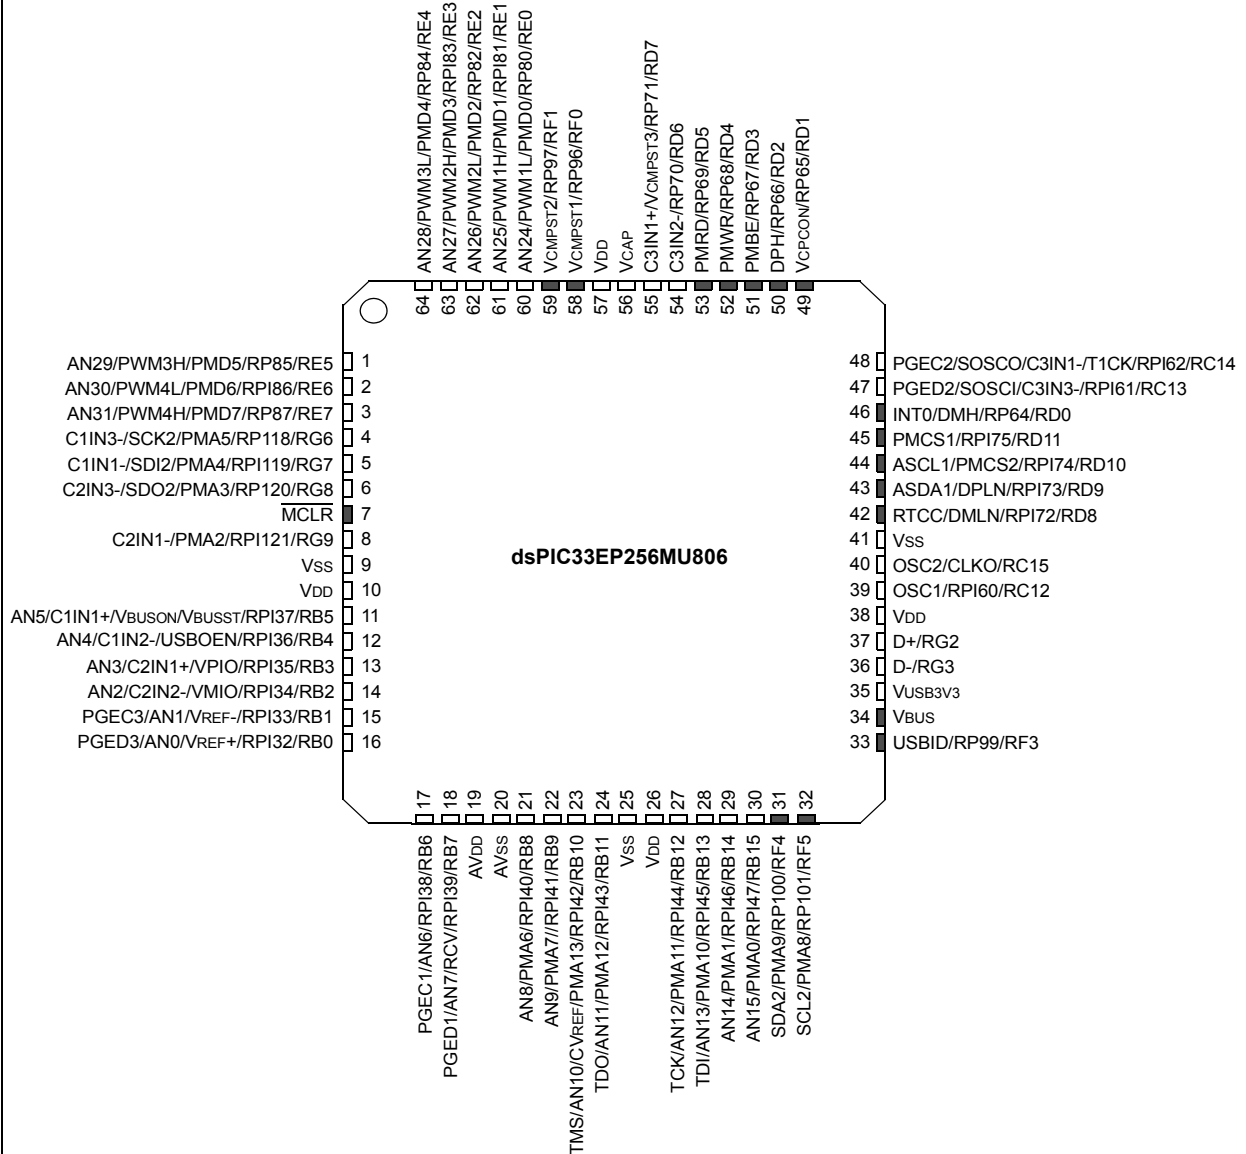 64 AN28/PWM3L/PMD4/RP84/RE4
63 AN27/PWM2H/PMD3/RPI83/RE3
62 AN26/PWM2L/PMD2/RP82/RE2
61 AN25/PWM1H/PMD1/RPI81/RE1
60 AN24/PWM1L/PMD0/RP80/RE0
59 VCMPST2/RP97/RF1
58 VCMPST1/RP96/RF0
57 VDD
56 VCAP
55 C3IN1+/VCMPST3/RP71/RD7
54 C3IN2-/RP70/RD6
53 PMRD/RP69/RD5
52 PMWR/RP68/RD4
51 PMBE/RP67/RD3
50 DPH/RP66/RD2
49 VCPCON/RP65/RD1
AN29/PWM3H/PMD5/RP85/RE5 1
AN30/PWM4L/PMD6/RPI86/RE6 2
AN31/PWM4H/PMD7/RP87/RE7 3
C1IN3-/SCK2/PMA5/RP118/RG6 4
C1IN1-/SDI2/PMA4/RPI119/RG7 5
C2IN3-/SDO2/PMA3/RP120/RG8 6
MCLR 7
C2IN1-/PMA2/RPI121/RG9 8
VSS 9
VDD 10
AN5/C1IN1+/VBUSON/VBUSST/RPI37/RB5 11
AN4/C1IN2-/USBOEN/RPI36/RB4 12
AN3/C2IN1+/VPIO/RPI35/RB3 13
AN2/C2IN2-/VMIO/RPI34/RB2 14
PGEC3/AN1/VREF-/RPI33/RB1 15
PGED3/AN0/VREF+/RPI32/RB0 16
dsPIC33EP256MU806
48 PGEC2/SOSCO/C3IN1-/T1CK/RPI62/RC14
47 PGED2/SOSCI/C3IN3-/RPI61/RC13
46 INT0/DMH/RP64/RD0
45 PMCS1/RPI75/RD11
44 ASCL1/PMCS2/RPI74/RD10
43 ASDA1/DPLN/RPI73/RD9
42 RTCC/DMLN/RPI72/RD8
41 VSS
40 OSC2/CLKO/RC15
39 OSC1/RPI60/RC12
38 VDD
37 D+/RG2
36 D-/RG3
35 VUSB3V3
34 VBUS
33 USBID/RP99/RF3
17 PGEC1/AN6/RPI38/RB6
18 PGED1/AN7/RCV/RPI39/RB7
19 AVDD
20 AVSS
21 AN8/PMA6/RPI40/RB8
22 AN9/PMA7//RPI41/RB9
23 TMS/AN10/CVREF/PMA13/RPI42/RB10
24 TDO/AN11/PMA12/RPI43/RB11
25 VSS
26 VDD
27 TCK/AN12/PMA11/RPI44/RB12
28 TDI/AN13/PMA10/RPI45/RB13
29 AN14/PMA1/RPI46/RB14
30 AN15/PMA0/RPI47/RB15
31 SDA2/PMA9/RP100/RF4
32 SCL2/PMA8/RP101/RF5